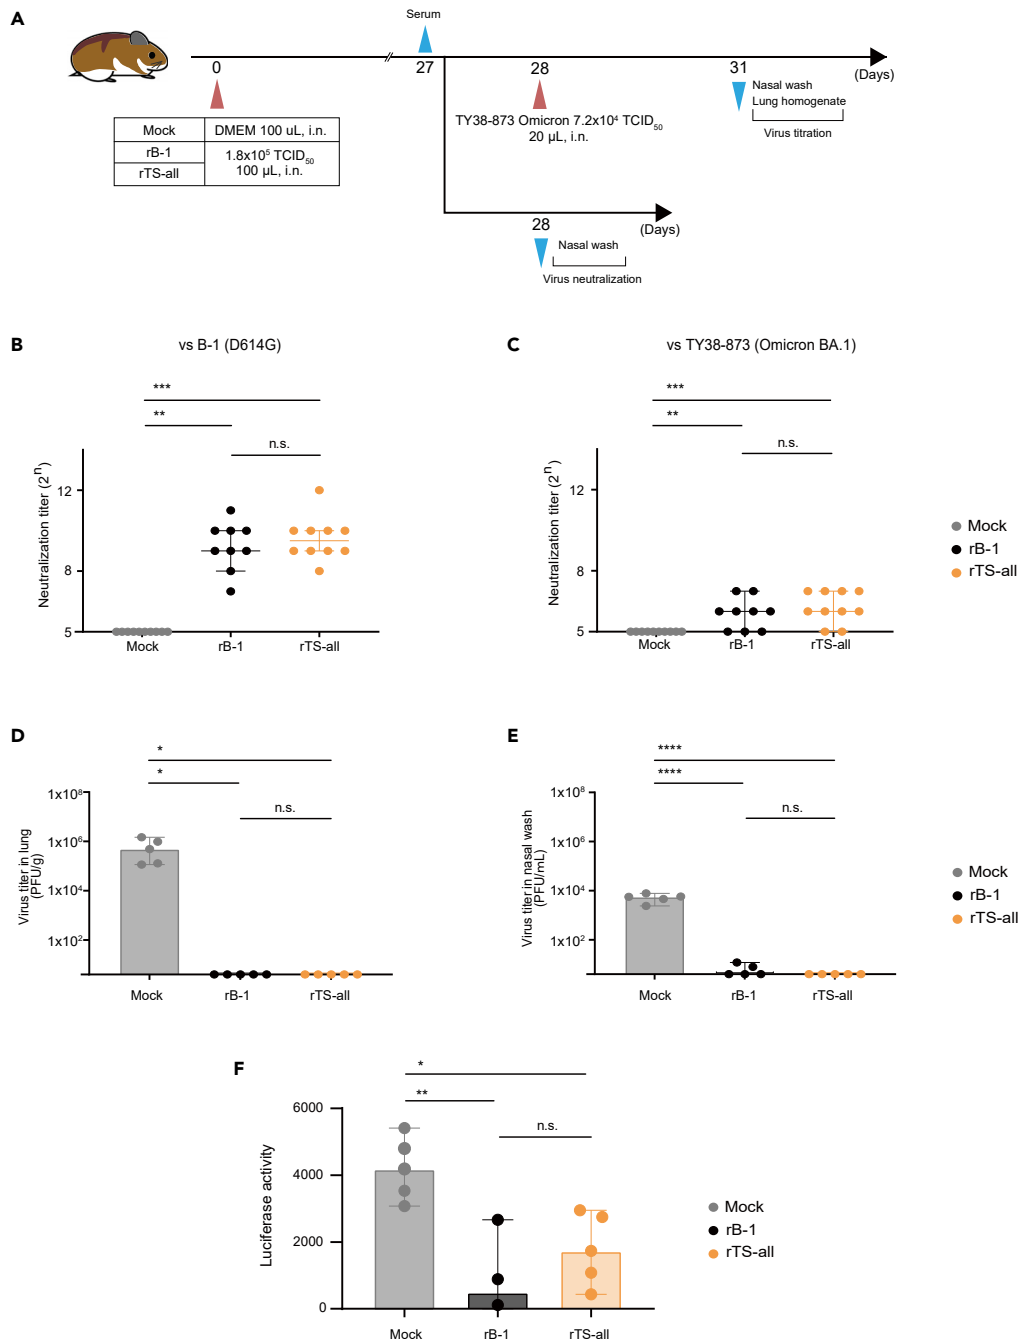 A
Serum
0
27
28
31
(Days)
Nasal wash
Lung homogenate
Virus titration
Mock
DMEM 100 uL, i.n.
rB-1
rTS-all
1.8x10⁵ TCID₅₀
100 µL, i.n.
TY38-873 Omicron 7.2x10⁴ TCID₅₀
20 µL, i.n.
28
(Days)
Nasal wash
Virus neutralization
B
vs B-1 (D614G)
***
**
n.s.
Neutralization titer (2ⁿ)
12
8
5
Mock
rB-1
rTS-all
C
vs TY38-873 (Omicron BA.1)
***
**
n.s.
Neutralization titer (2ⁿ)
12
8
5
Mock
rB-1
rTS-all
Mock
rB-1
rTS-all
D
*
*
n.s.
Virus titer in lung
(PFU/g)
1x10⁸
1x10⁶
1x10⁴
1x10²
Mock
rB-1
rTS-all
E
****
****
n.s.
Virus titer in nasal wash
(PFU/mL)
1x10⁸
1x10⁶
1x10⁴
1x10²
Mock
rB-1
rTS-all
Mock
rB-1
rTS-all
F
*
**
n.s.
Luciferase activity
6000
4000
2000
0
Mock
rB-1
rTS-all
Mock
rB-1
rTS-all